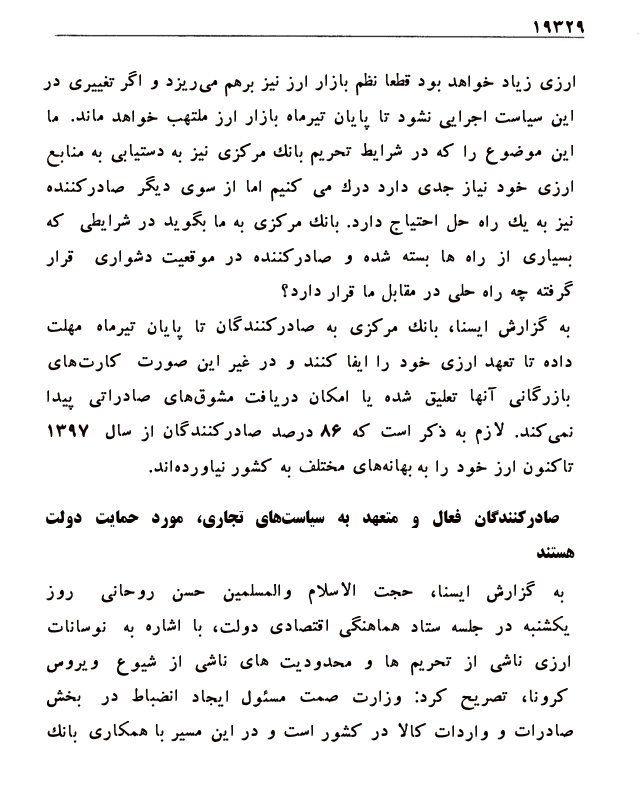 ۱۹۳۲۹
ارزی زیاد خواهد بود قطعا نظم بازار ارز نیز برهم می‌ریزد و اگر تغییری در
این سیاست اجرایی نشود تا پایان تیرماه بازار ارز ملتهب خواهد ماند. ما
این موضوع را که در شرایط تحریم بانک مرکزی نیز به دستیابی به منابع
ارزی خود نیاز جدی دارد درک می کنیم اما از سوی دیگر صادرکننده
نیز به یک راه حل احتیاج دارد. بانک مرکزی به ما بگوید در شرایطی که
بسیاری از راه ها بسته شده و صادرکننده در موقعیت دشواری قرار
گرفته چه راه حلی در مقابل ما قرار دارد؟
به گزارش ایسنا، بانک مرکزی به صادرکنندگان تا پایان تیرماه مهلت
داده تا تعهد ارزی خود را ایفا کنند و در غیر این صورت کارت‌های
بازرگانی آنها تعلیق شده یا امکان دریافت مشوق‌های صادراتی پیدا
نمی‌کند. لازم به ذکر است که ۸۶ درصد صادرکنندگان از سال ۱۳۹۷
تاکنون ارز خود را به بهانه‌های مختلف به کشور نیاورده‌اند.
صادرکنندگان فعال و متعهد به سیاست‌های تجاری، مورد حمایت دولت
هستند
به گزارش ایسنا، حجت الاسلام والمسلمین حسن روحانی روز
یکشنبه در جلسه ستاد هماهنگی اقتصادی دولت، با اشاره به نوسانات
ارزی ناشی از تحریم ها و محدودیت های ناشی از شیوع ویروس
کرونا، تصریح کرد: وزارت صمت مسئول ایجاد انضباط در بخش
صادرات و واردات کالا در کشور است و در این مسیر با همکاری بانک